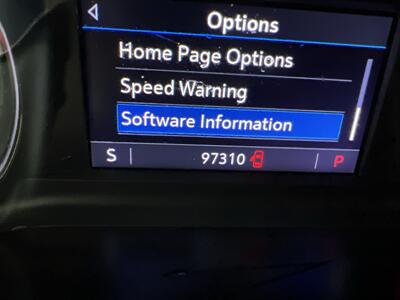 Options
Home Page Options
Speed Warning
Software Information
S 97310 P